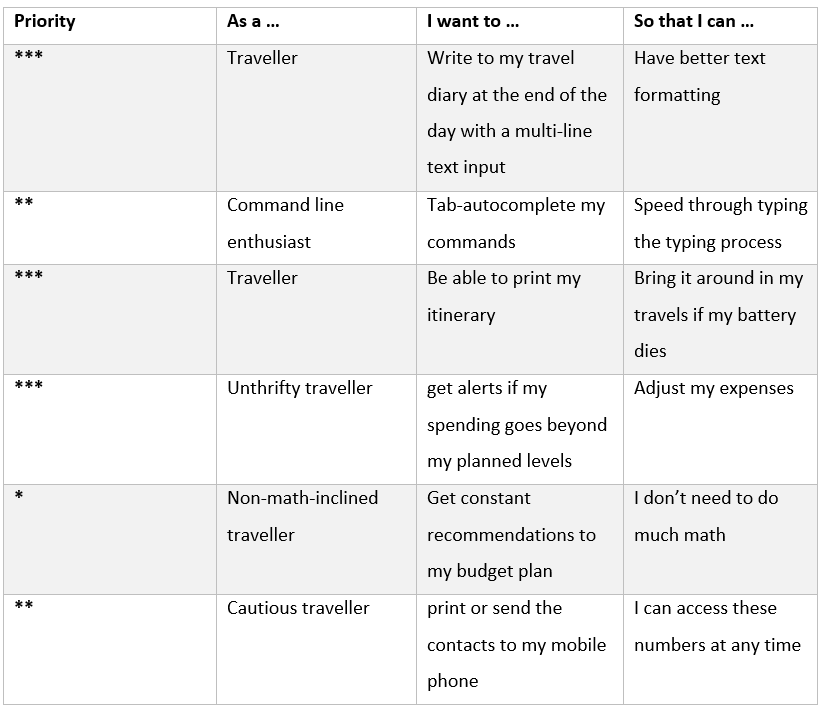 Priority As a ... I want to ... So that I can ...
*** Traveller Write to my travel Have better text
diary at the end of the formatting
day with a multi-line
text input
** Command line Tab-autocomplete my Speed through typing
enthusiast commands the typing process
*** Traveller Be able to print my Bring it around in my
itinerary travels if my battery
dies
*** Unthrifty traveller get alerts if my Adjust my expenses
spending goes beyond
my planned levels
* Non-math-inclined Get constant I don’t need to do
traveller recommendations to much math
my budget plan
** Cautious traveller print or send the I can access these
contacts to my mobile numbers at any time
phone